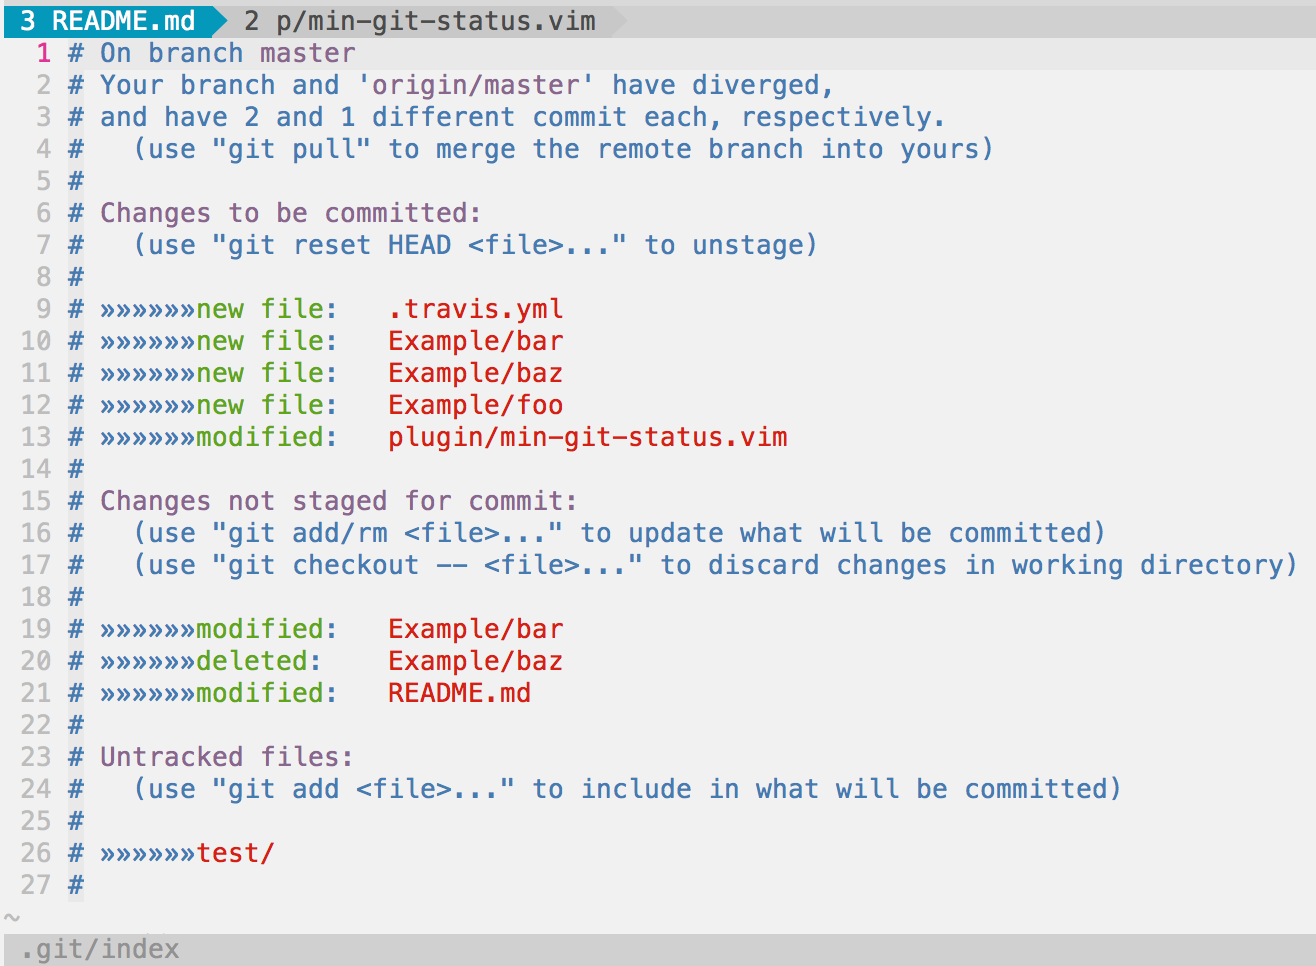 3 README.md 2 p/min-git-status.vim
1 # On branch master
2 # Your branch and 'origin/master' have diverged,
3 # and have 2 and 1 different commit each, respectively.
4 #   (use "git pull" to merge the remote branch into yours)
5 #
6 # Changes to be committed:
7 #   (use "git reset HEAD <file>..." to unstage)
8 #
9 # »»»»»»new file:   .travis.yml
10 # »»»»»»new file:   Example/bar
11 # »»»»»»new file:   Example/baz
12 # »»»»»»new file:   Example/foo
13 # »»»»»»modified:   plugin/min-git-status.vim
14 #
15 # Changes not staged for commit:
16 #   (use "git add/rm <file>..." to update what will be committed)
17 #   (use "git checkout -- <file>..." to discard changes in working directory)
18 #
19 # »»»»»»modified:   Example/bar
20 # »»»»»»deleted:    Example/baz
21 # »»»»»»modified:   README.md
22 #
23 # Untracked files:
24 #   (use "git add <file>..." to include in what will be committed)
25 #
26 # »»»»»»test/
27 #
~
.git/index